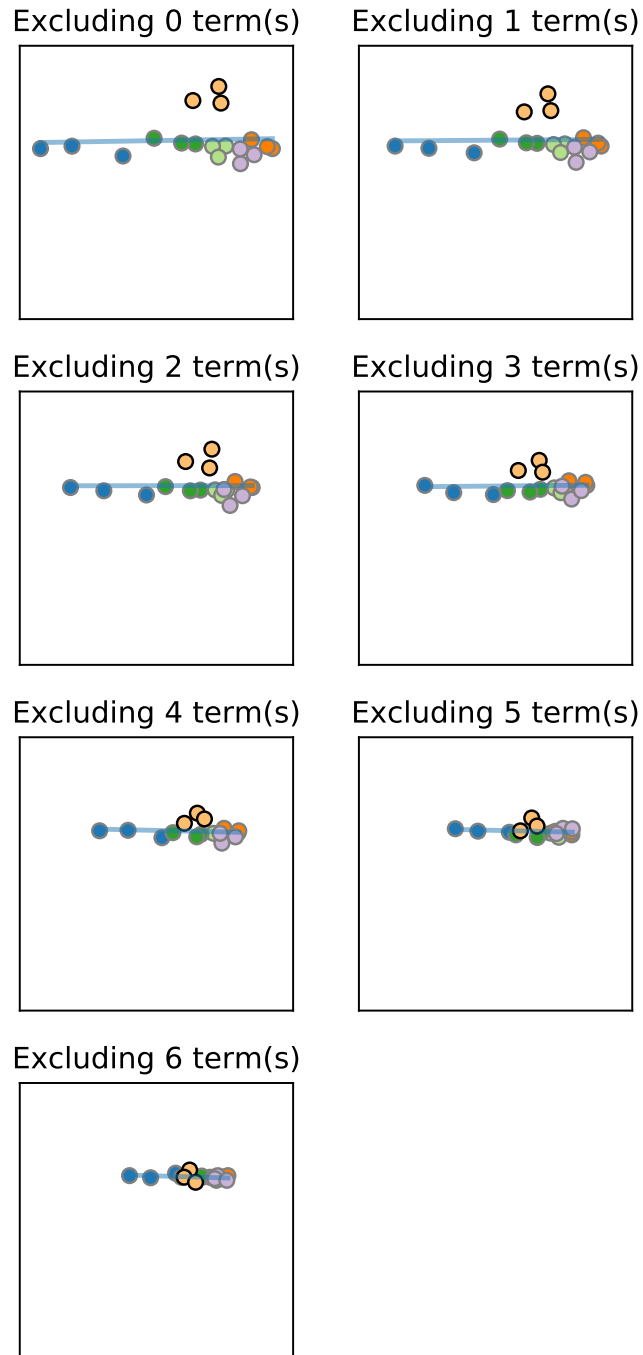 Excluding 0 term(s)
Excluding 1 term(s)
Excluding 2 term(s)
Excluding 3 term(s)
Excluding 4 term(s)
Excluding 5 term(s)
Excluding 6 term(s)